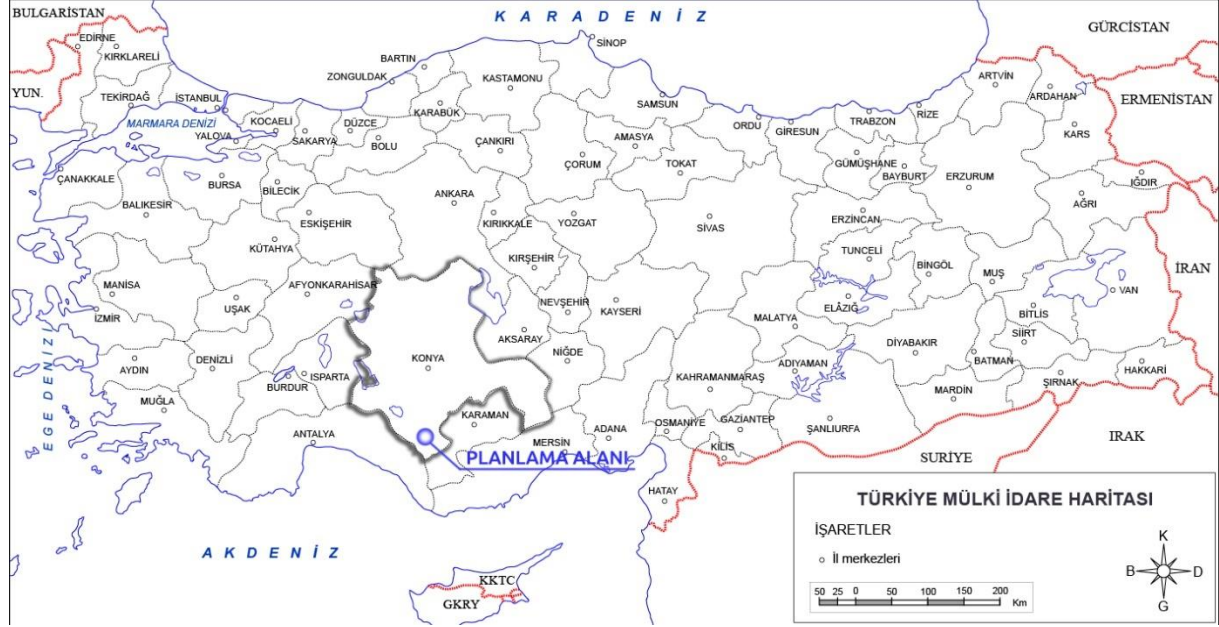 BULGARİSTAN
K A R A D E N İ Z
GÜRCİSTAN
EDİRNE
KIRKLARELİ
SİNOP
BARTIN
ZONGULDAK
KASTAMONU
ARTVİN
ARDAHAN
YUN.
TEKİRDAĞ
İSTANBUL
KARABÜK
SAMSUN
ERMENİSTAN
MARMARA DENİZİ
KOCAELİ
DÜZCE
ORDU
GİRESUN
TRABZON
RİZE
KARS
YALOVA
SAKARYA
BOLU
ÇANKIRI
AMASYA
ÇORUM
TOKAT
GÜMÜŞHANE
BAYBURT
ERZURUM
IĞDIR
ÇANAKKALE
BURSA
BİLECİK
BALIKESİR
ANKARA
ESKİŞEHİR
KIRIKKALE
YOZGAT
SİVAS
ERZİNCAN
AĞRI
KÜTAHYA
KIRŞEHİR
TUNCELİ
BİNGÖL
MUŞ
İRAN
MANİSA
AFYONKARAHİSAR
UŞAK
NEVŞEHİR
KAYSERİ
ELÂZIĞ
VAN
İZMİR
BİTLİS
MALATYA
AKSARAY
SİİRT
DİYABAKIR
EGE DENİZİ
AYDIN
DENİZLİ
KONYA
NİĞDE
BATMAN
ADIYAMAN
HAKKARİ
BURDUR
ISPARTA
KAHRAMANMARAŞ
ŞIRNAK
MARDİN
MUĞLA
KARAMAN
OSMANİYE
GAZİANTEP
ŞANLIURFA
ANTALYA
MERSİN
ADANA
KİLİS
IRAK
PLANLAMA ALANI
SURİYE
HATAY
TÜRKİYE MÜLKİ İDARE HARİTASI
İŞARETLER
İl merkezleri
K
B
D
G
A K D E N İ Z
KKTC
GKRY
50 25 0 50 100 150 200
Km